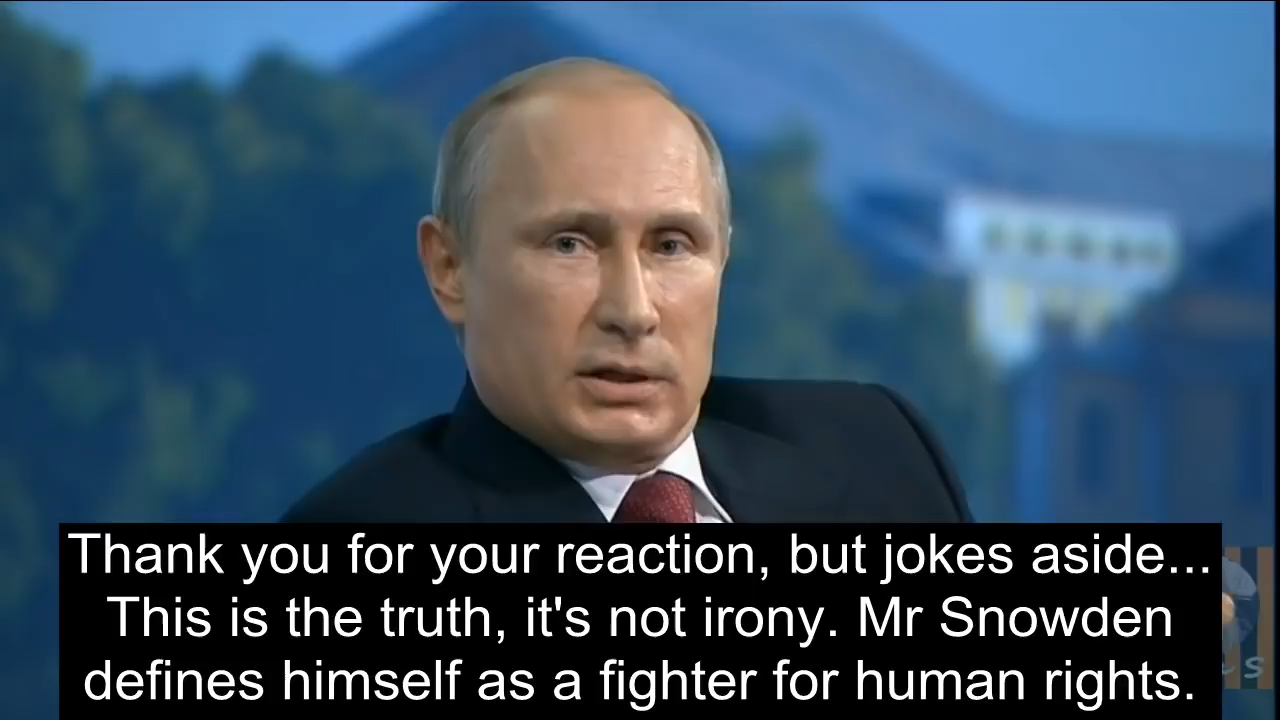 Thank you for your reaction, but jokes aside...
This is the truth, it's not irony. Mr Snowden
defines himself as a fighter for human rights.